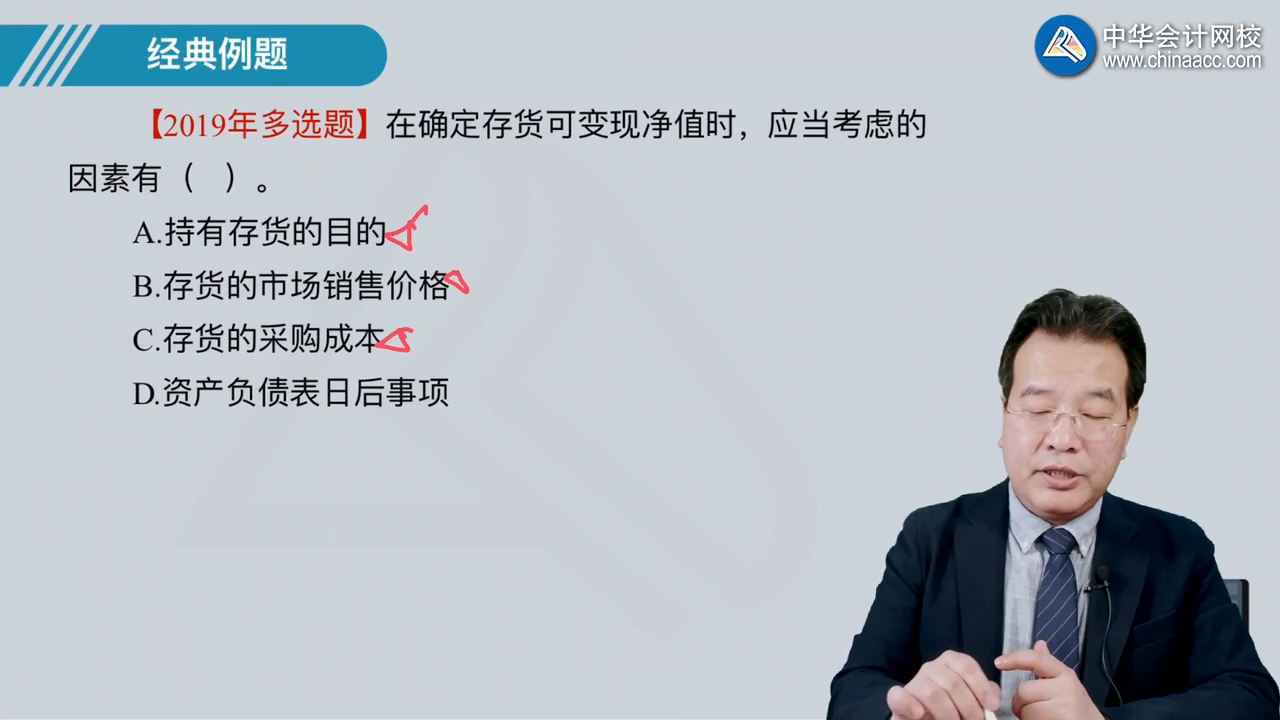 经典例题
中华会计网校
www.chinaacc.com
【2019年多选题】在确定存货可变现净值时，应当考虑的
因素有（ ）。
A.持有存货的目的
B.存货的市场销售价格
C.存货的采购成本
D.资产负债表日后事项